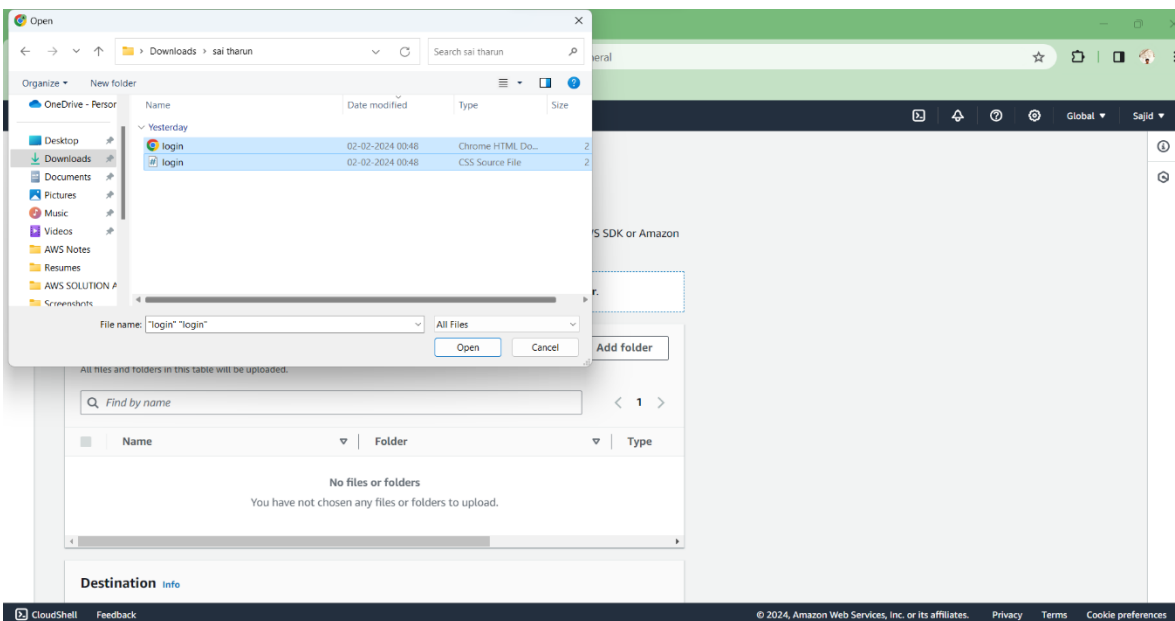 Open
Downloads > sai tharun
Search sai tharun
neral
Organize
New folder
OneDrive - Persor
Name
Date modified
Type
Size
Yesterday
Desktop
login
02-02-2024 00:48
Chrome HTML Do...
2
Downloads
login
02-02-2024 00:48
CSS Source File
2
Documents
Pictures
Music
Videos
AWS Notes
Resumes
AWS SOLUTION A
Screenshots
File name:
"login" "login"
All Files
Open
Cancel
Global
Sajid
'S SDK or Amazon
r.
Add folder
All files and folders in this table will be uploaded.
Find by name
1
Name
Folder
Type
No files or folders
You have not chosen any files or folders to upload.
Destination Info
CloudShell
Feedback
© 2024, Amazon Web Services, Inc. or its affiliates.
Privacy
Terms
Cookie preferences